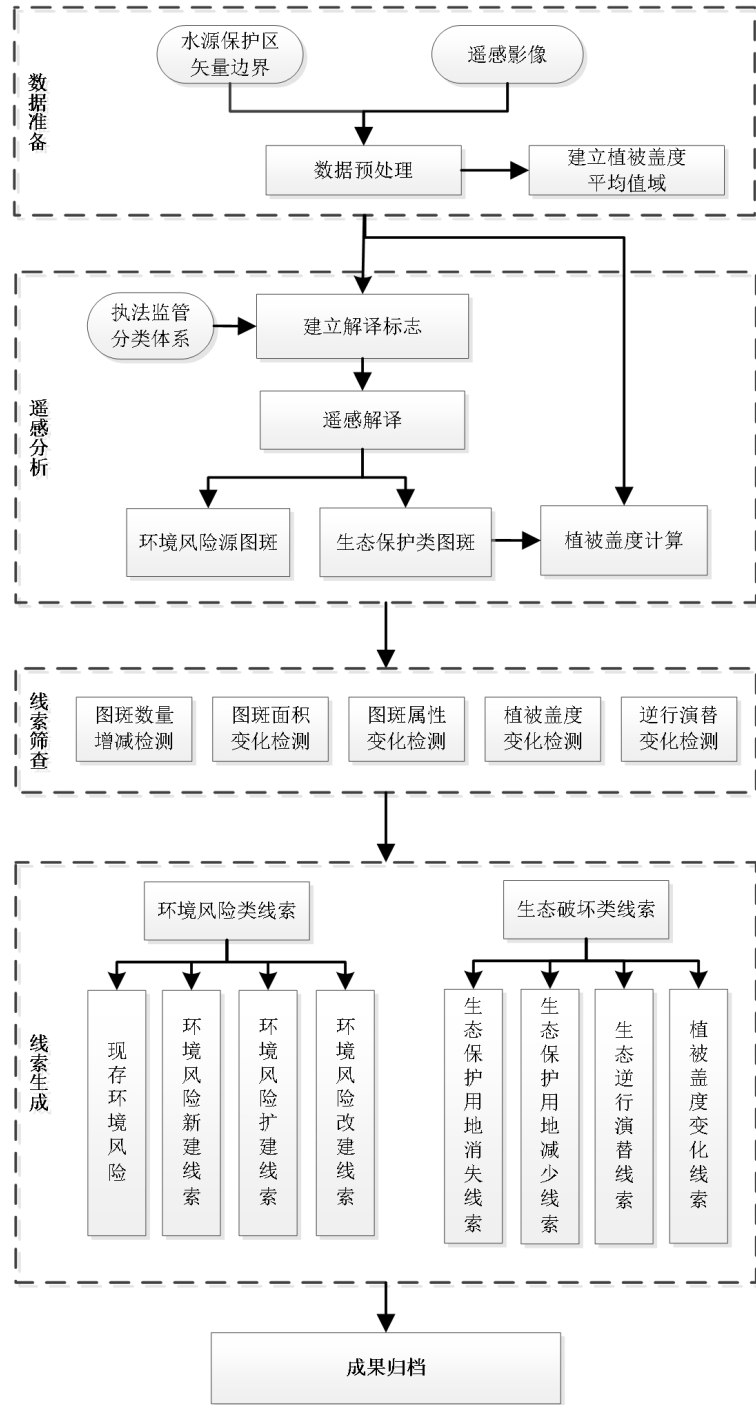 数据准备
水源保护区
矢量边界
遥感影像
数据预处理
建立植被盖度
平均值域
遥感分析
执法监管
分类体系
建立解译标志
遥感解译
环境风险源图斑
生态保护类图斑
植被盖度计算
线索筛查
图斑数量
增减检测
图斑面积
变化检测
图斑属性
变化检测
植被盖度
变化检测
逆行演替
变化检测
线索生成
环境风险类线索
生态破坏类线索
现存环境风险
环境风险新建线索
环境风险扩建线索
环境风险改建线索
生态保护用地消失线索
生态保护用地减少线索
生态逆行演替线索
植被盖度变化线索
成果归档